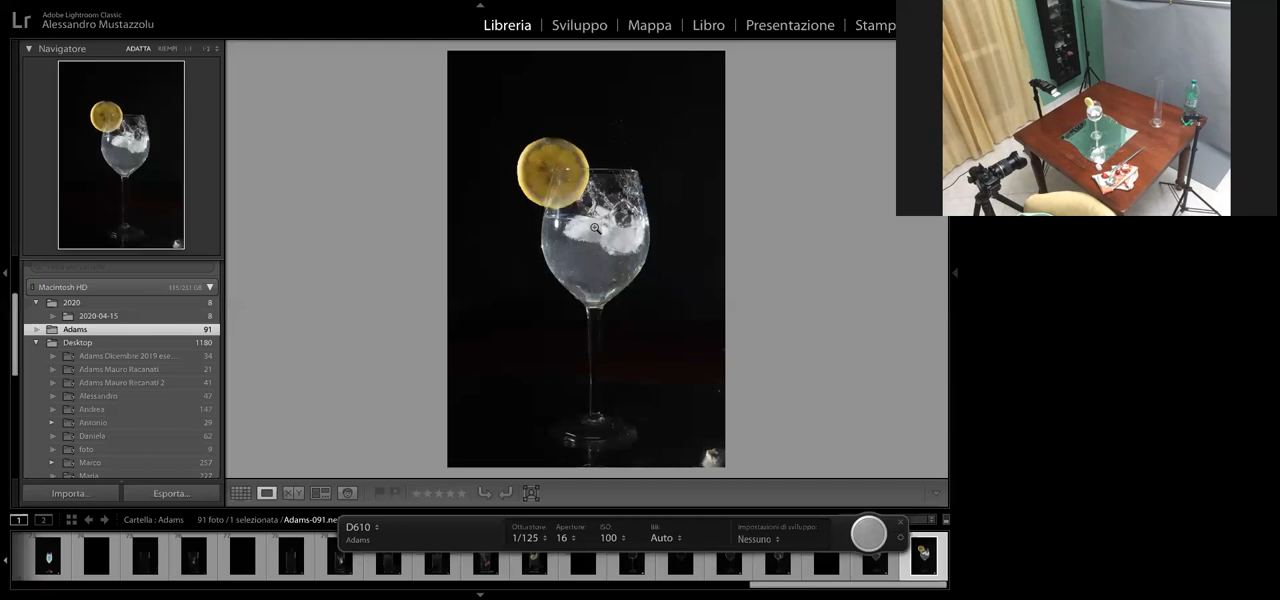 Lr
Adobe Lightroom Classic
Alessandro Mustazzolu
Libreria | Sviluppo | Mappa | Libro | Presentazione | Stamp
Navigatore
ADATTA RIEMPI 1:1
Macintosh HD
2020 8
2020-04-15 8
Adams 91
Desktop 1180
Adams Dicembre 2019 ese... 34
Adams Mauro Racanati 21
Adams Mauro Recanati 2 41
Alessandro 47
Andrea 147
Antonio 29
Daniela 62
foto 9
Marco 257
Maria 227
Importa... Esporta...
1 2 Cartella : Adams 91 foto /1 selezionata /Adams-091.ne
D610
Adams
Otturatore: 1/125
Apertura: 16
ISO: 100
BB: Auto
Impostazioni di sviluppo:
Nessuno